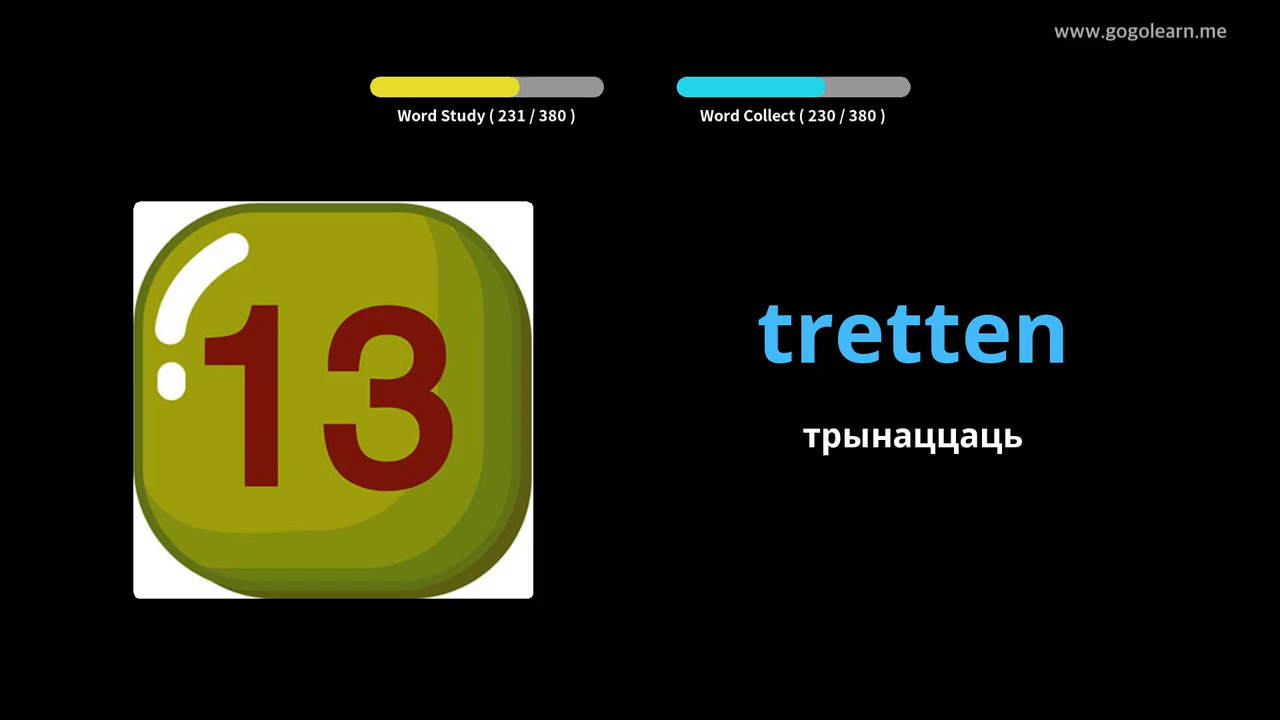 www.gogolearn.me
Word Study ( 231 / 380 )
Word Collect ( 230 / 380 )
13
tretten
трынаццаць